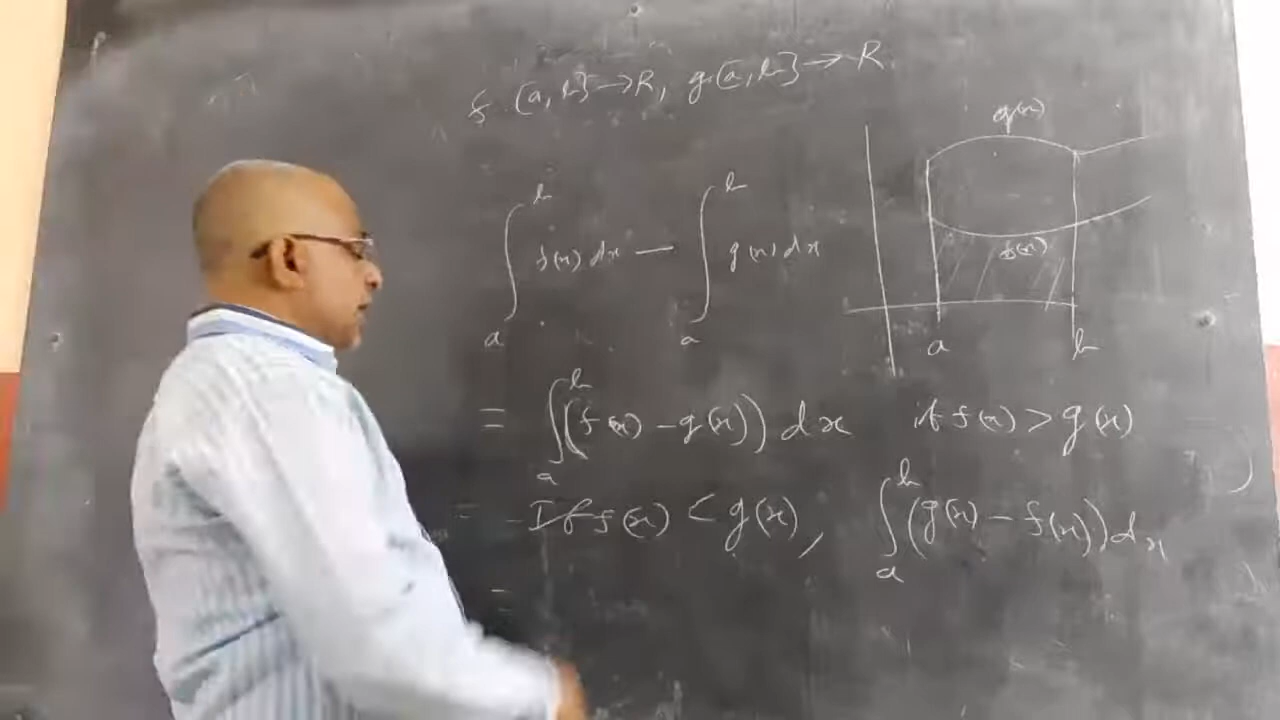 f: [a, b] → R, g: [a, b] → R
g(x)
∫_a^b f(x) dx − ∫_a^b g(x) dx
f(x)
a b
= ∫_a^b (f(x) − g(x)) dx if f(x) > g(x)
= If f(x) < g(x), ∫_a^b (g(x) − f(x)) dx
=